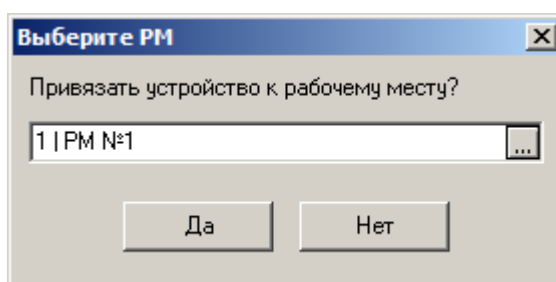 Выберите РМ
Привязать устройство к рабочему месту?
1 | РМ №1
...
Да
Нет